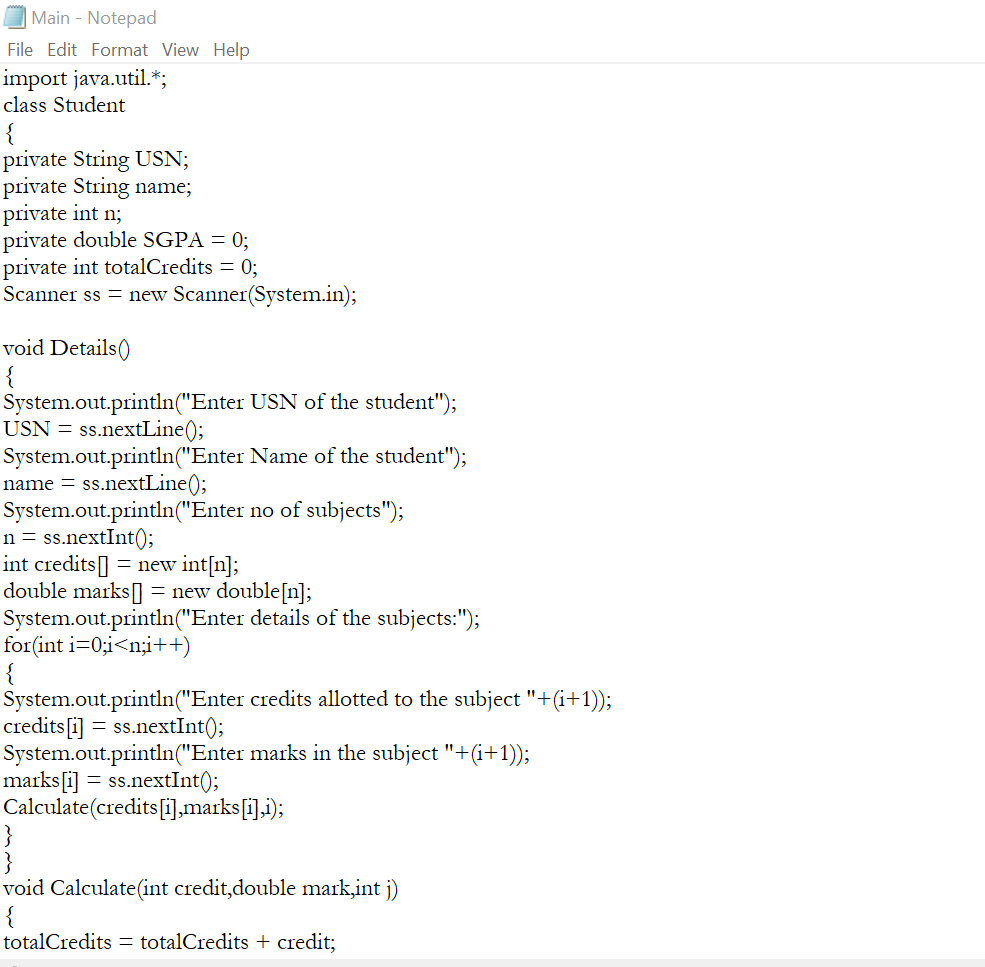 Main - Notepad
File Edit Format View Help
import java.util.*;
class Student
{
private String USN;
private String name;
private int n;
private double SGPA = 0;
private int totalCredits = 0;
Scanner ss = new Scanner(System.in);

void Details()
{
System.out.println("Enter USN of the student");
USN = ss.nextLine();
System.out.println("Enter Name of the student");
name = ss.nextLine();
System.out.println("Enter no of subjects");
n = ss.nextInt();
int credits[] = new int[n];
double marks[] = new double[n];
System.out.println("Enter details of the subjects:");
for(int i=0;i<n;i++)
{
System.out.println("Enter credits allotted to the subject "+(i+1));
credits[i] = ss.nextInt();
System.out.println("Enter marks in the subject "+(i+1));
marks[i] = ss.nextInt();
Calculate(credits[i],marks[i],i);
}
}
void Calculate(int credit,double mark,int j)
{
totalCredits = totalCredits + credit;